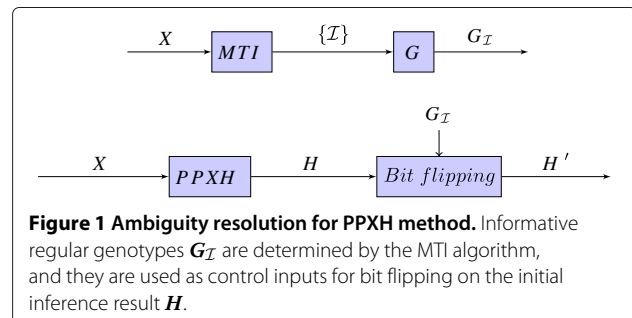 X MTI {ℐ} G G_ℐ
G_ℐ
X PPXH H Bit flipping H′
Figure 1 Ambiguity resolution for PPXH method. Informative
regular genotypes G_ℐ are determined by the MTI algorithm,
and they are used as control inputs for bit flipping on the initial
inference result H.